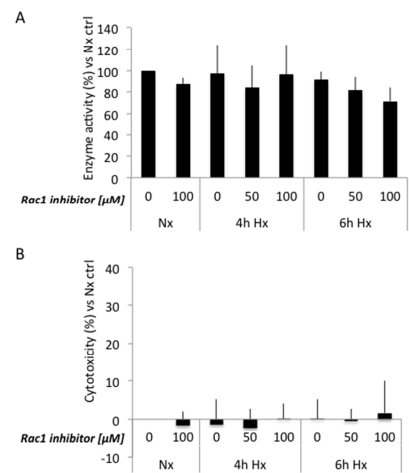 A
Enzyme activity (%) vs Nx ctrl
140
120
100
80
60
40
20
0
Rac1 inhibitor [µM] 0 100 0 50 100 0 50 100
Nx 4h Hx 6h Hx
B
Cytotoxicity (%) vs Nx ctrl
40
30
20
10
0
Rac1 inhibitor [µM] 0 100 0 50 100 0 50 100
-10
Nx 4h Hx 6h Hx